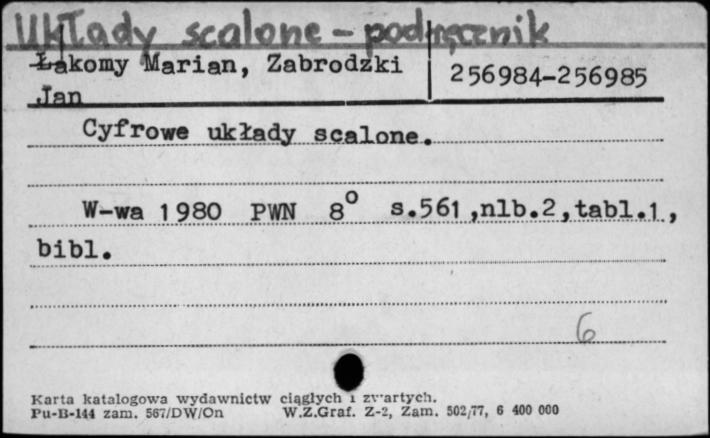 Układy scalone - podręcznik
Łakomy Marian, Zabrodzki
Jan
256984-256985
Cyfrowe układy scalone.
W-wa 1980 PWN 8° s.561,nlb.2,tabl.1,
bibl.
6
Karta katalogowa wydawnictw ciągłych i zwartych.
Pu-B-144 zam. 567/DW/On W.Z.Graf. Z-2, Zam. 502/77, 6 400 000